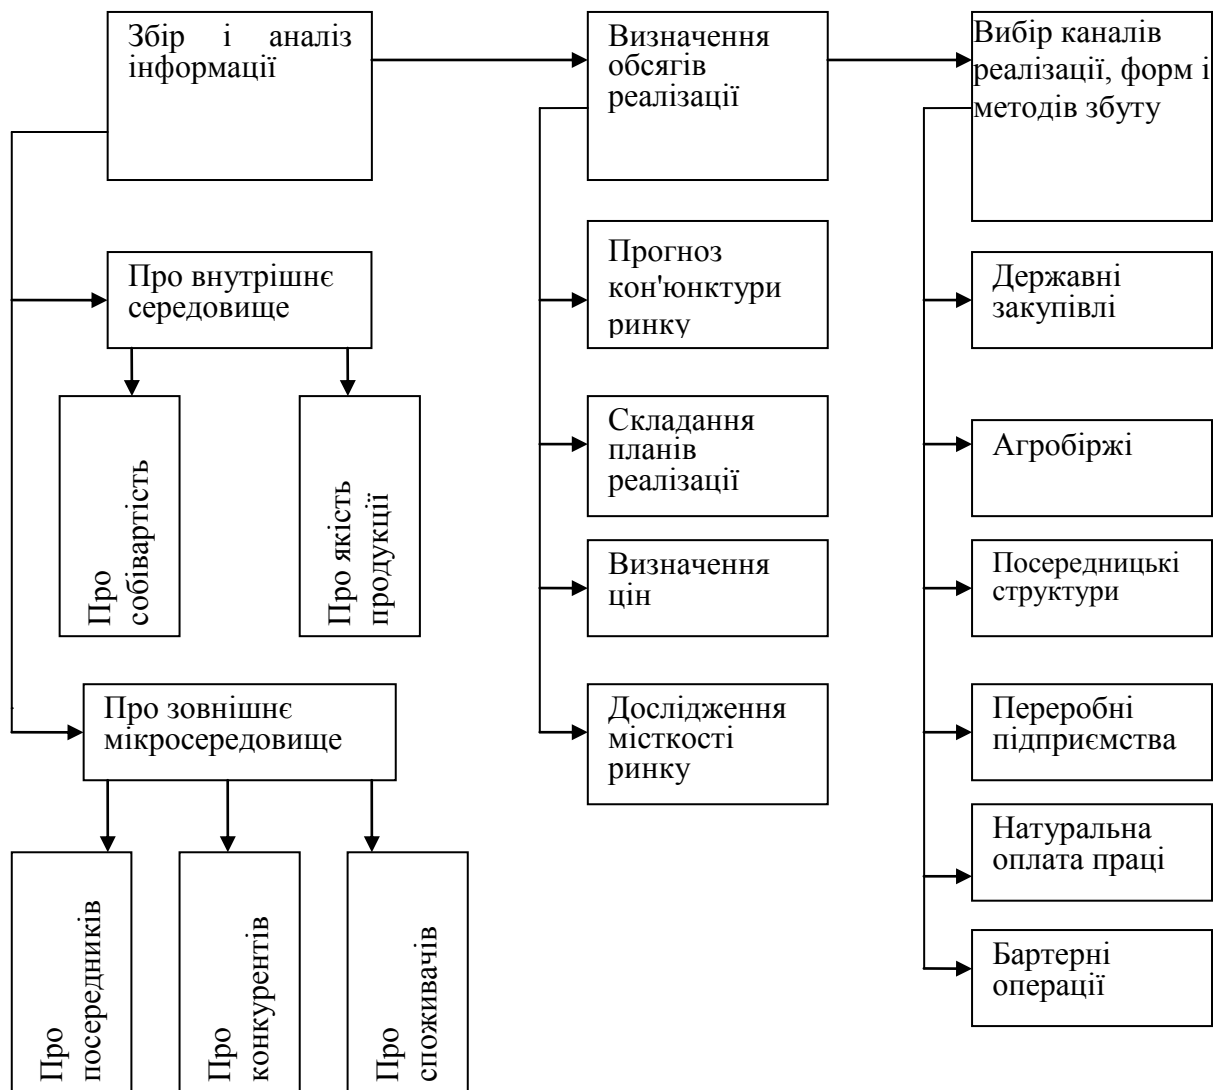 Збір і аналіз
інформації
Визначення
обсягів
реалізації
Вибір каналів
реалізації, форм і
методів збуту
Про внутрішнє
середовище
Про
собівартість
Про якість
продукції
Про зовнішнє
мікросередовище
Про
посередників
Про
конкурентів
Про
споживачів
Прогноз
кон'юнктури
ринку
Складання
планів
реалізації
Визначення
цін
Дослідження
місткості
ринку
Державні
закупівлі
Агробіржі
Посередницькі
структури
Переробні
підприємства
Натуральна
оплата праці
Бартерні
операції